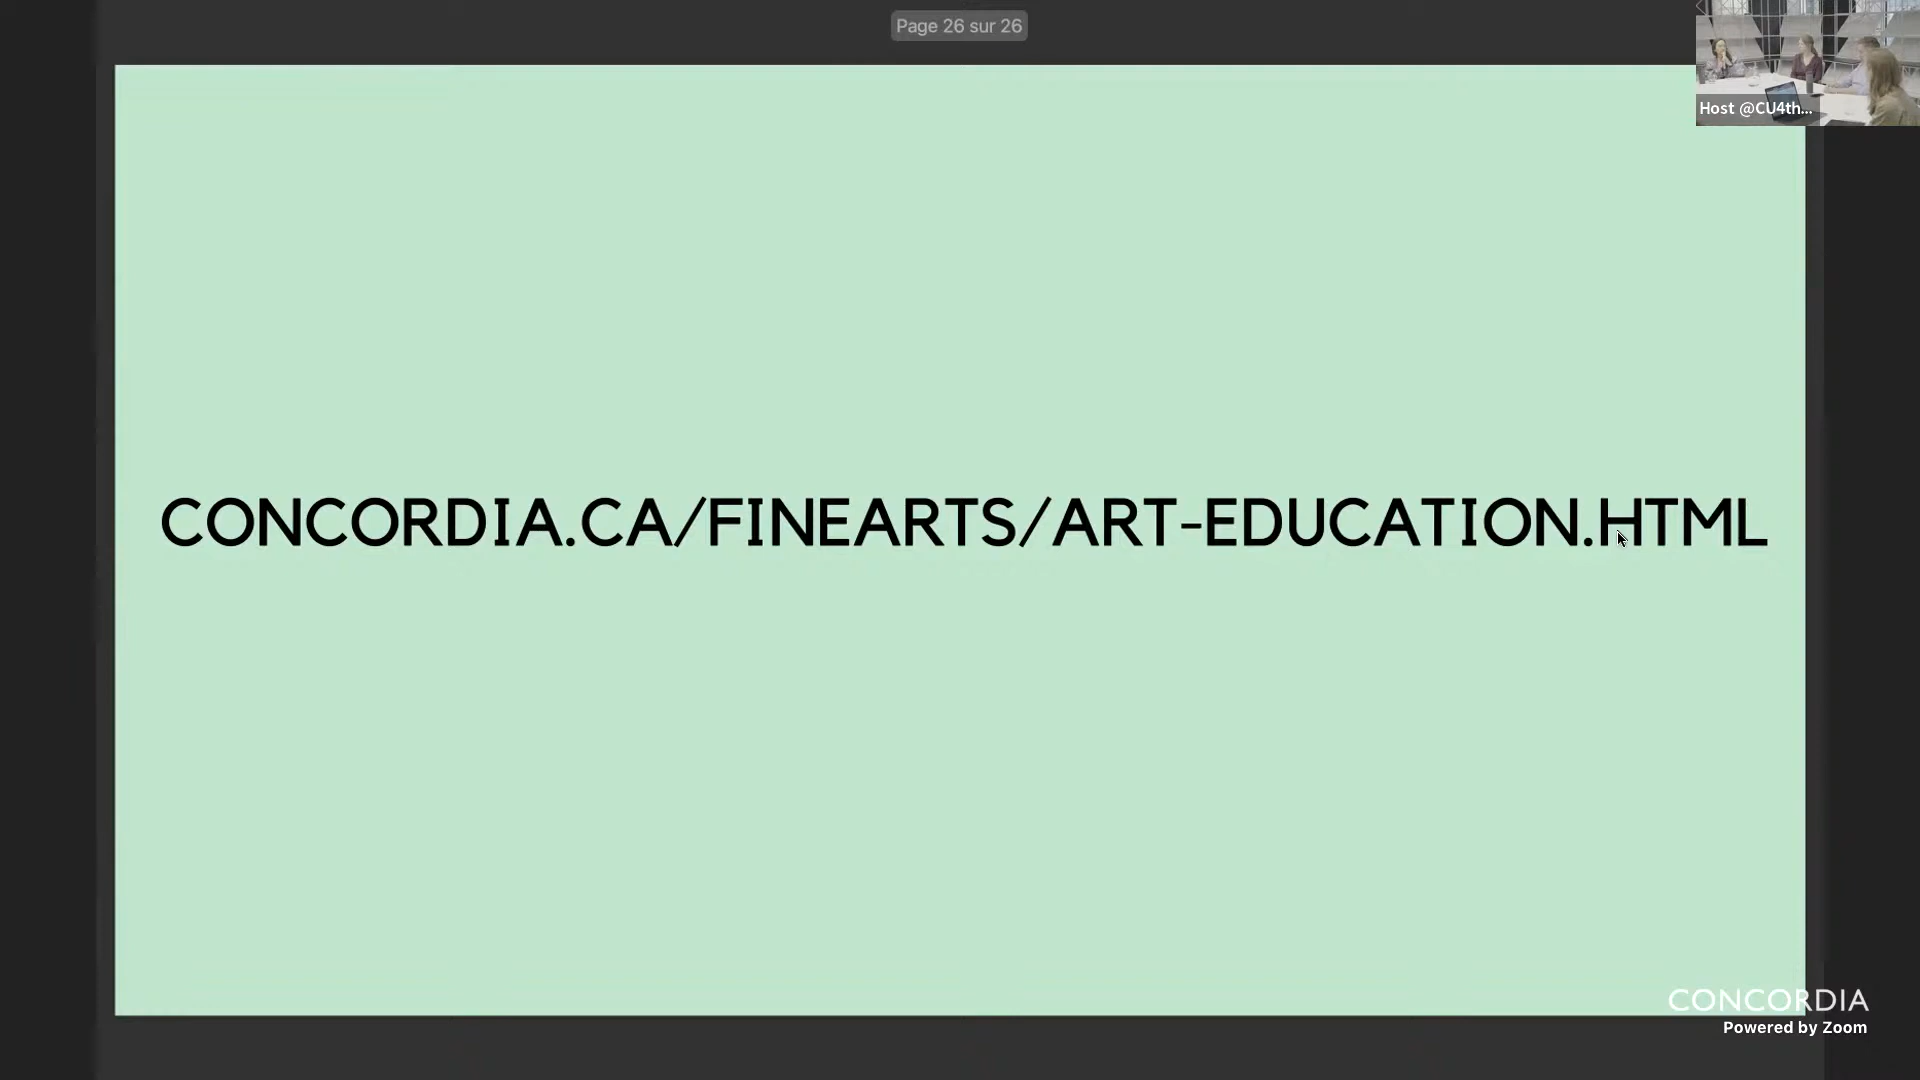 Page 26 sur 26
Host @CU4th...
CONCORDIA.CA/FINEARTS/ART-EDUCATION.HTML
CONCORDIA
Powered by Zoom